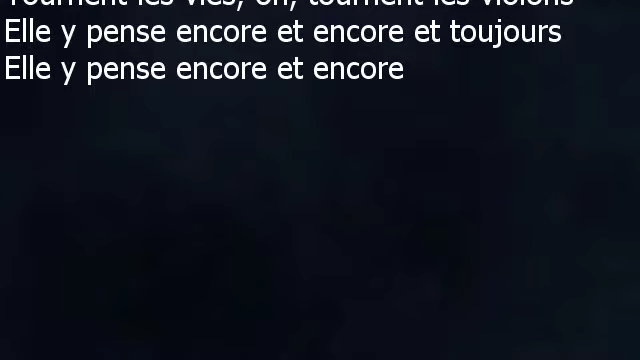 Tournent les vies, oh, tournent les violons
Elle y pense encore et encore et toujours
Elle y pense encore et encore